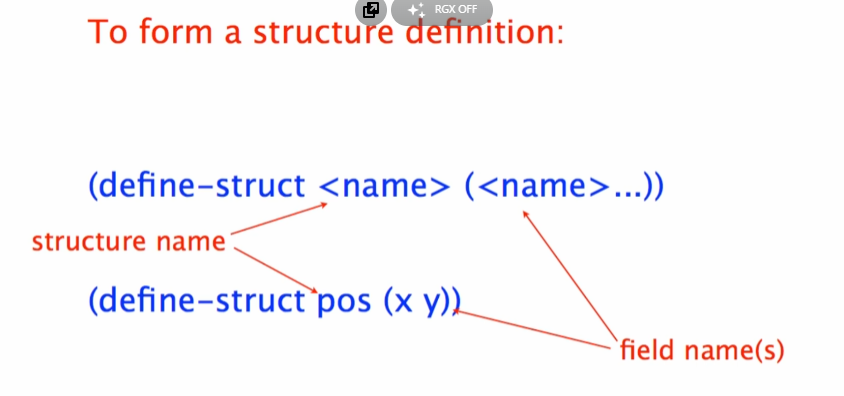 RGX OFF
To form a structure definition:
(define-struct <name> (<name>...))
structure name
(define-struct pos (x y))
field name(s)